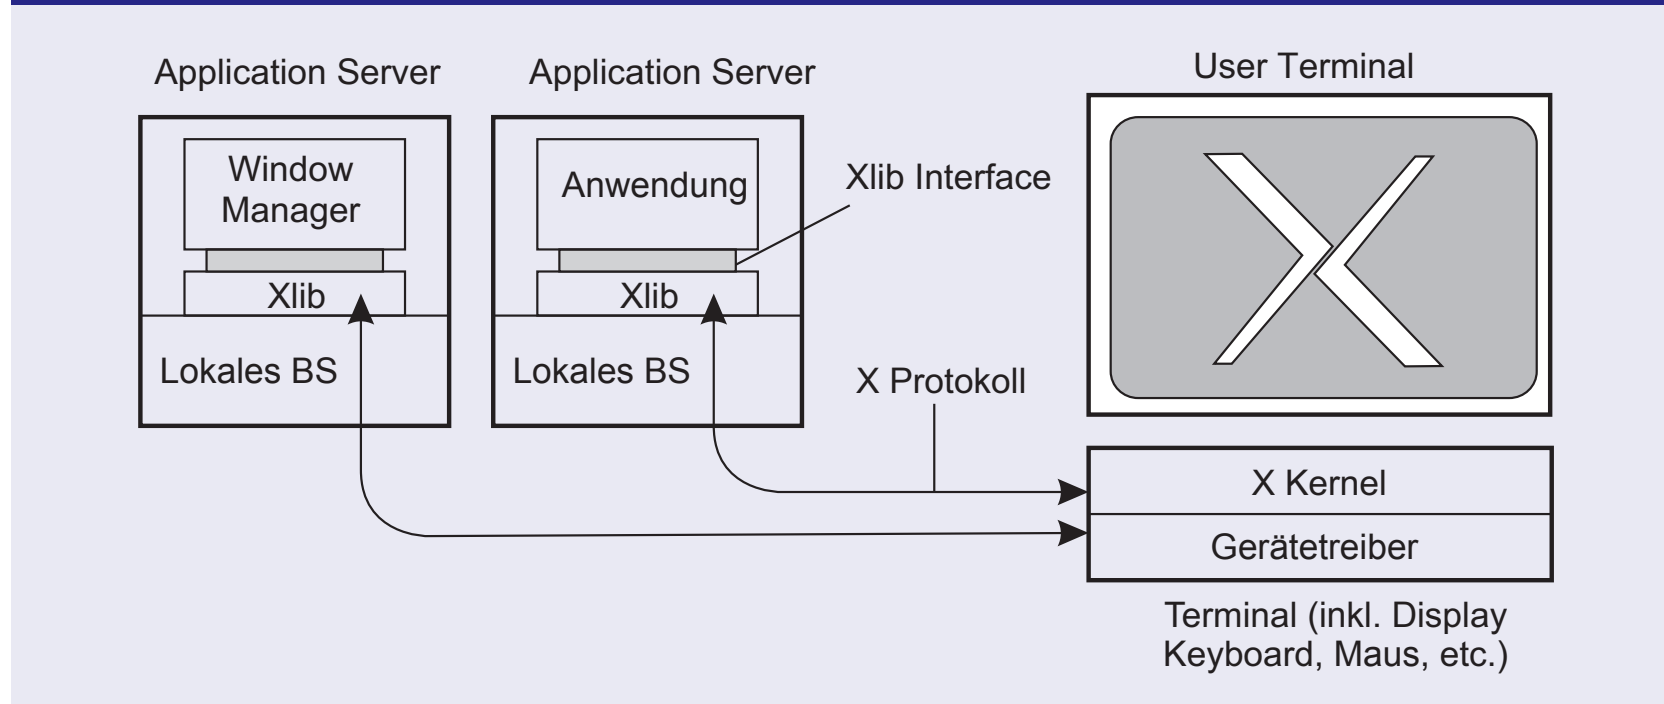 Application Server
Application Server
User Terminal
Window
Manager
Anwendung
Xlib Interface
Xlib
Xlib
Lokales BS
Lokales BS
X Protokoll
X Kernel
Gerätetreiber
Terminal (inkl. Display
Keyboard, Maus, etc.)